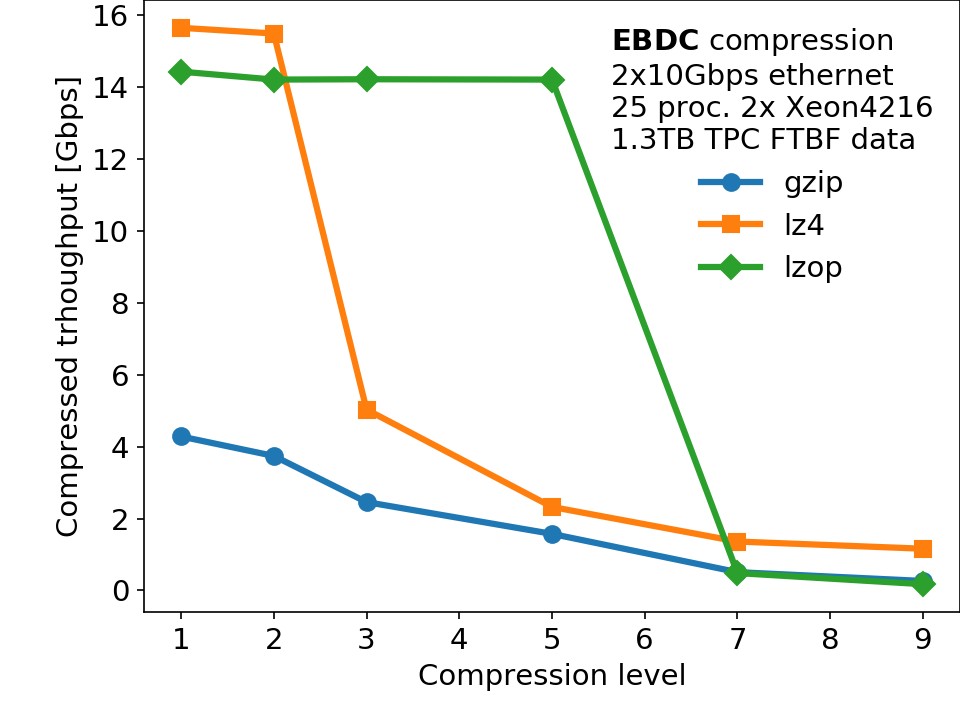 EBDC compression
2x10Gbps ethernet
25 proc. 2x Xeon4216
1.3TB TPC FTBF data
gzip
lz4
lzop
Compressed trhoughput [Gbps]
16
14
12
10
8
6
4
2
0
1 2 3 4 5 6 7 8 9
Compression level